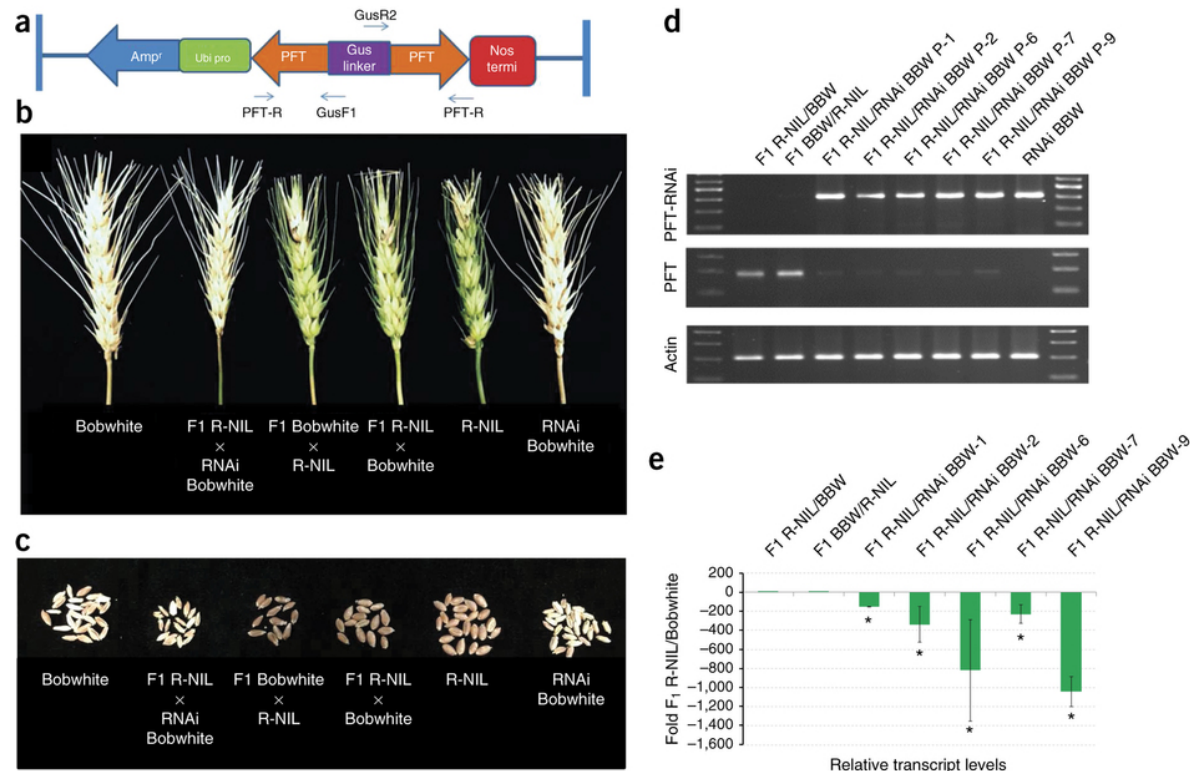 a
GusR2
Ampr
Ubi pro
PFT
Gus
linker
PFT
Nos
termi
PFT-R
GusF1
PFT-R
b
Bobwhite
F1 R-NIL
×
RNAi
Bobwhite
F1 Bobwhite
×
R-NIL
F1 R-NIL
×
Bobwhite
R-NIL
RNAi
Bobwhite
c
Bobwhite
F1 R-NIL
×
RNAi
Bobwhite
F1 Bobwhite
×
R-NIL
F1 R-NIL
×
Bobwhite
R-NIL
RNAi
Bobwhite
d
F1 R-NIL/BBW
F1 BBW/R-NIL
F1 R-NIL/RNAi BBW P-1
F1 R-NIL/RNAi BBW P-2
F1 R-NIL/RNAi BBW P-6
F1 R-NIL/RNAi BBW P-7
F1 R-NIL/RNAi BBW P-9
RNAi BBW
PFT-RNAi
PFT
Actin
e
F1 R-NIL/BBW
F1 BBW/R-NIL
F1 R-NIL/RNAi BBW-1
F1 R-NIL/RNAi BBW-2
F1 R-NIL/RNAi BBW-6
F1 R-NIL/RNAi BBW-7
F1 R-NIL/RNAi BBW-9
Fold F1 R-NIL/Bobwhite
200
0
−200
−400
−600
−800
−1,000
−1,200
−1,400
−1,600
*
*
*
*
*
Relative transcript levels